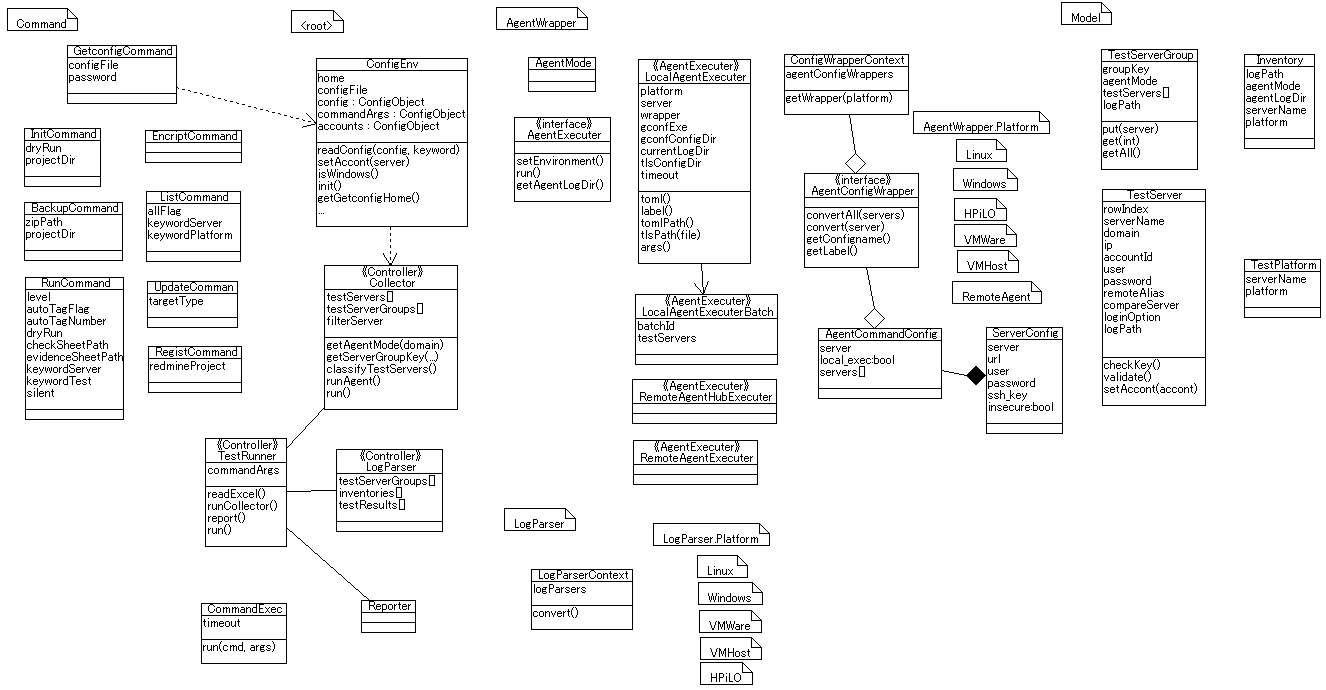 Command
GetconfigCommand
configFile
password
InitCommand
dryRun
projectDir
EncriptCommand
BackupCommand
zipPath
projectDir
ListCommand
allFlag
keywordServer
keywordPlatform
RunCommand
level
autoTagFlag
autoTagNumber
dryRun
checkSheetPath
evidenceSheetPath
keywordServer
keywordTest
silent
UpdateComman
targetType
RegistCommand
redmineProject
<root>
ConfigEnv
home
configFile
config : ConfigObject
commandArgs : ConfigObject
accounts : ConfigObject
readConfig(config, keyword)
setAccont(server)
isWindows()
init()
getGetconfigHome()
...
《Controller》
Collector
testServers[]
testServerGroups[]
filterServer
getAgentMode(domain)
getServerGroupKey(...)
classifyTestServers()
runAgent()
run()
《Controller》
TestRunner
commandArgs
readExcel()
runCollector()
report()
run()
《Controller》
LogParser
testServerGroups[]
inventories[]
testResults[]
CommandExec
timeout
run(cmd, args)
Reporter
AgentWrapper
AgentMode
《interface》
AgentExecuter
setEnvironment()
run()
getAgentLogDir()
《AgentExecuter》
LocalAgentExecuter
platform
server
wrapper
gconfExe
gconfConfigDir
currentLogDir
tlsConfigDir
timeout
toml()
label()
tomlPath()
tlsPath(file)
args()
《AgentExecuter》
LocalAgentExecuterBatch
batchId
testServers
《AgentExecuter》
RemoteAgentHubExecuter
《AgentExecuter》
RemoteAgentExecuter
ConfigWrapperContext
agentConfigWrappers
getWrapper(platform)
《interface》
AgentConfigWrapper
convertAll(servers)
convert(server)
getConfigname()
getLabel()
AgentCommandConfig
server
local_exec:bool
servers[]
ServerConfig
server
url
user
password
ssh_key
insecure:bool
AgentWrapper.Platform
Linux
Windows
HPiLO
VMWare
VMHost
RemoteAgent
LogParser
LogParserContext
logParsers
convert()
LogParser.Platform
Linux
Windows
VMWare
VMHost
HPiLO
Model
TestServerGroup
groupKey
agentMode
testServers[]
logPath
put(server)
get(int)
getAll()
Inventory
logPath
agentMode
agentLogDir
serverName
platform
TestServer
rowIndex
serverName
domain
ip
accountId
user
password
remoteAlias
compareServer
loginOption
logPath
checkKey()
validate()
setAccont(accont)
TestPlatform
serverName
platform